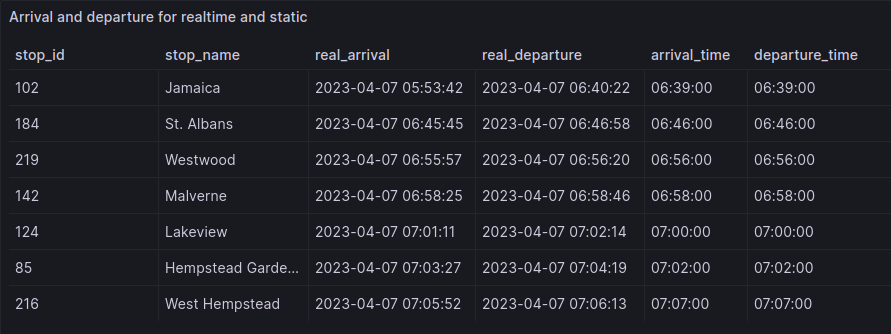 Arrival and departure for realtime and static
stop_id stop_name real_arrival real_departure arrival_time departure_time
102 Jamaica 2023-04-07 05:53:42 2023-04-07 06:40:22 06:39:00 06:39:00
184 St. Albans 2023-04-07 06:45:45 2023-04-07 06:46:58 06:46:00 06:46:00
219 Westwood 2023-04-07 06:55:57 2023-04-07 06:56:20 06:56:00 06:56:00
142 Malverne 2023-04-07 06:58:25 2023-04-07 06:58:46 06:58:00 06:58:00
124 Lakeview 2023-04-07 07:01:11 2023-04-07 07:02:14 07:00:00 07:00:00
85 Hempstead Garde... 2023-04-07 07:03:27 2023-04-07 07:04:19 07:02:00 07:02:00
216 West Hempstead 2023-04-07 07:05:52 2023-04-07 07:06:13 07:07:00 07:07:00